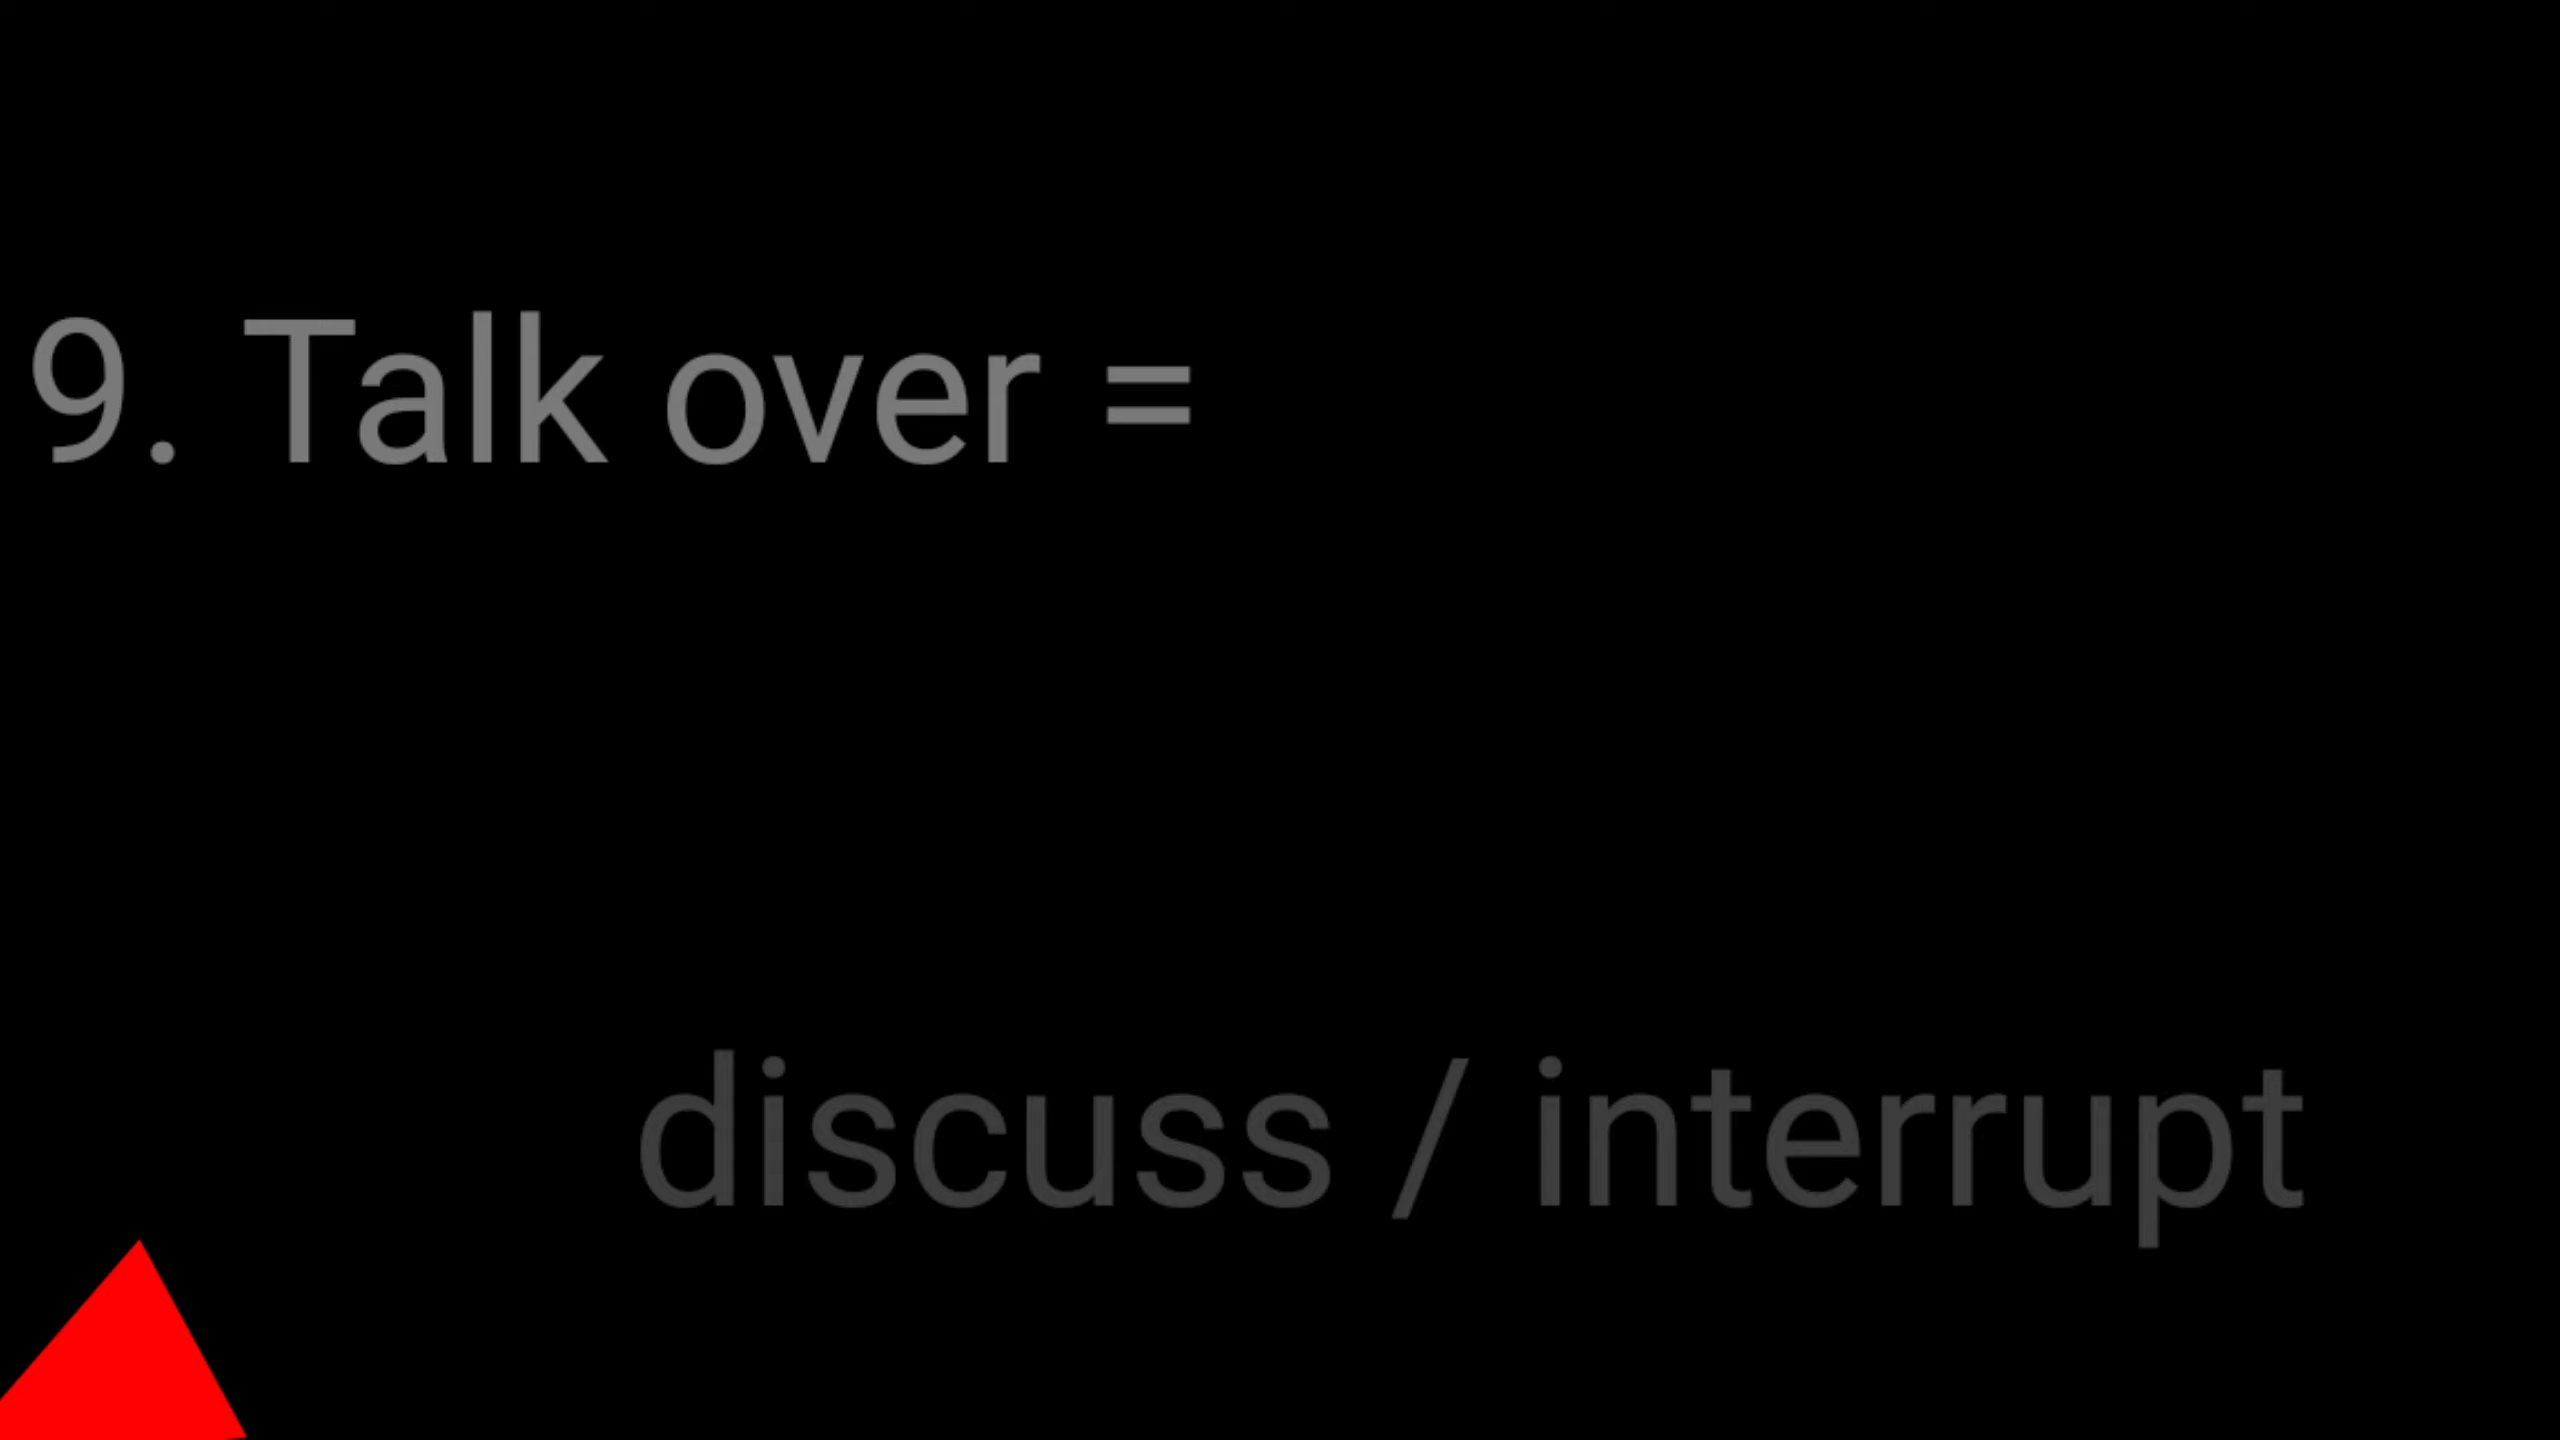 9. Talk over =
discuss / interrupt